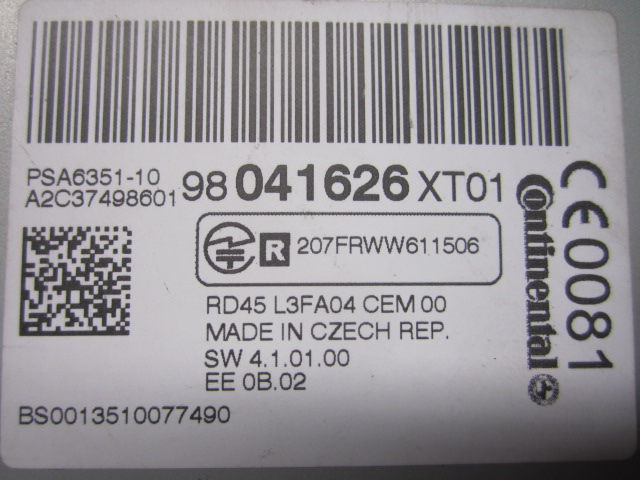 PSA6351-10
A2C37498601
98 041626 XT01
R 207FRWW611506
RD45 L3FA04 CEM 00
MADE IN CZECH REP.
SW 4.1.01.00
EE 0B.02
BS0013510077490
Continental
CE0081